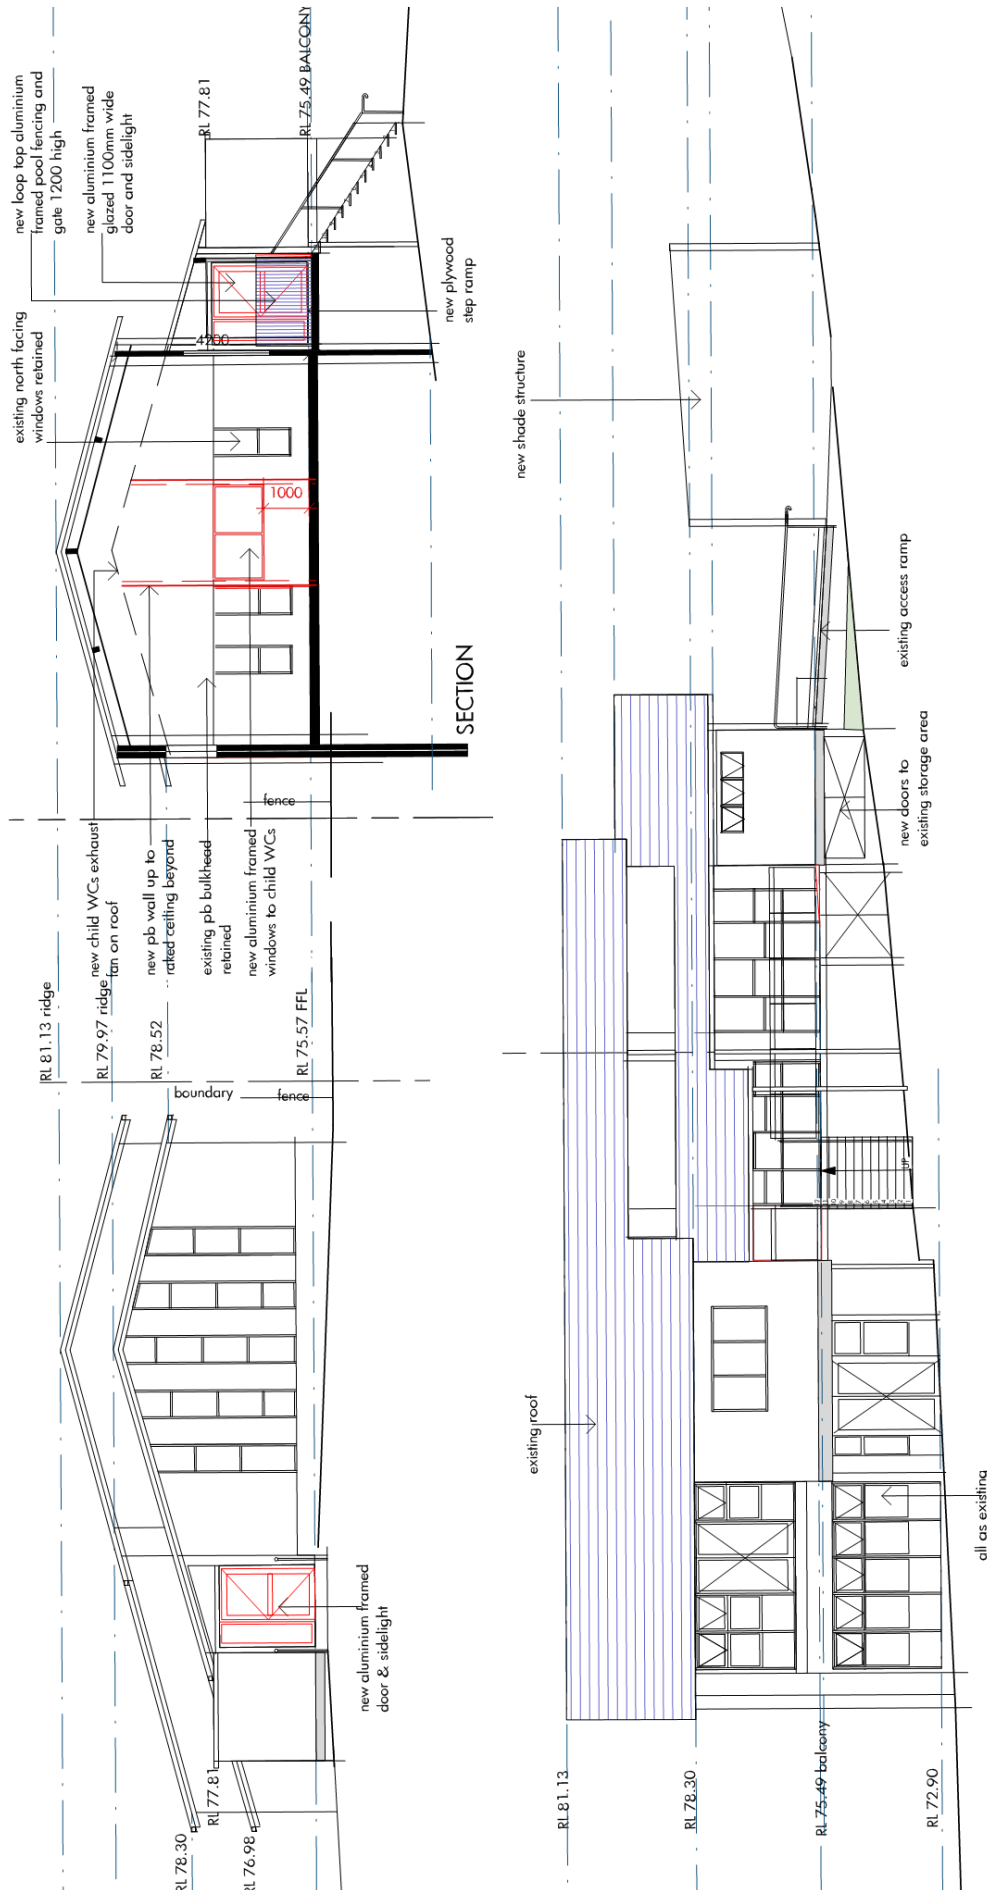 RL 78.30
RL 76.98
RL 77.81
new aluminium framed
door & sidelight
boundary
fence
RL 81.13 ridge
RL 79.97 ridge
RL 78.52
RL 75.57 FFL
new child WCs exhaust
fan on roof
new pb wall up to
raked ceiling beyond
existing pb bulkhead
retained
new aluminium framed
windows to child WCs
fence
SECTION
existing north facing
windows retained
new loop top aluminium
framed pool fencing and
gate 1200 high
new aluminium framed
glazed 1100mm wide
door and sidelight
RL 77.81
RL 75.49 BALCONY
4200
1000
new plywood
step ramp
RL 81.13
RL 78.30
RL 75.49 balcony
RL 72.90
existing roof
all as existing
UP
new doors to
existing storage area
existing access ramp
new shade structure